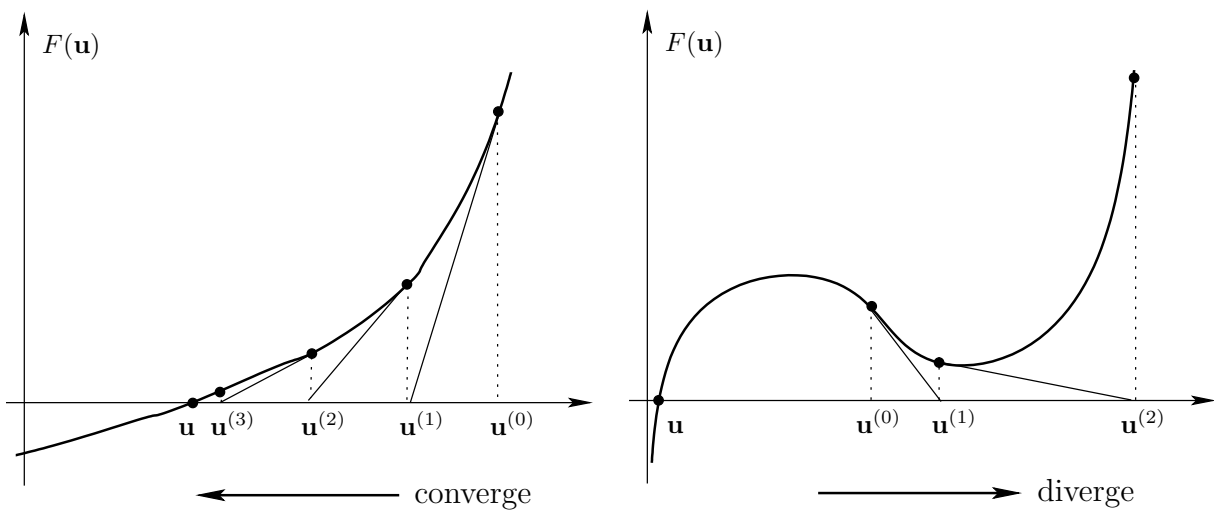 F(𝐮)
𝐮 𝐮⁽³⁾ 𝐮⁽²⁾ 𝐮⁽¹⁾ 𝐮⁽⁰⁾
converge
F(𝐮)
𝐮 𝐮⁽⁰⁾ 𝐮⁽¹⁾ 𝐮⁽²⁾
diverge